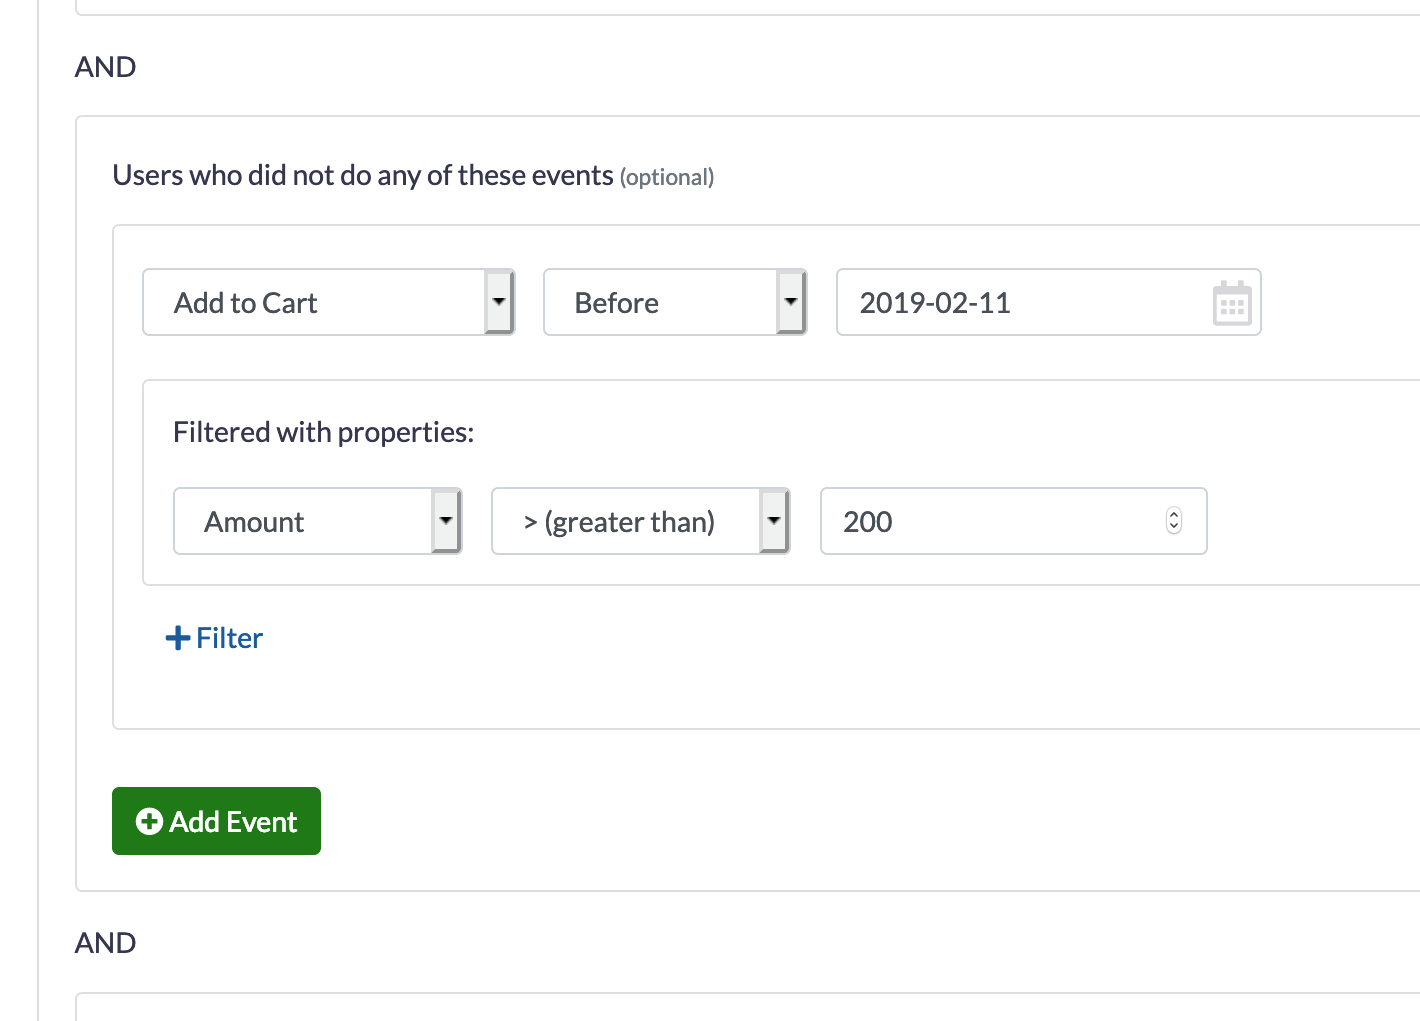 AND
Users who did not do any of these events (optional)
Add to Cart Before 2019-02-11
Filtered with properties:
Amount > (greater than) 200
Filter
Add Event
AND